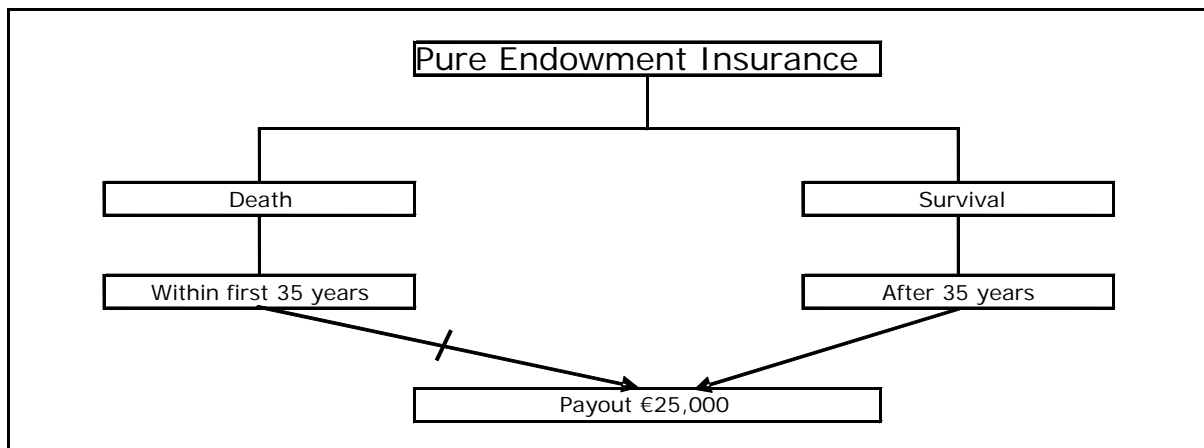 Pure Endowment Insurance
Death
Survival
Within first 35 years
After 35 years
Payout €25,000